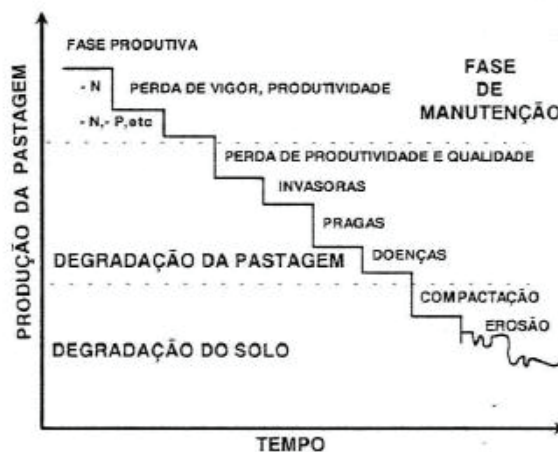 FASE PRODUTIVA
- N
PERDA DE VIGOR, PRODUTIVIDADE
FASE
DE
MANUTENÇÃO
- N,- P,etc
PERDA DE PRODUTIVIDADE E QUALIDADE
INVASORAS
PRAGAS
DEGRADAÇÃO DA PASTAGEM
DOENÇAS
COMPACTAÇÃO
EROSÃO
DEGRADAÇÃO DO SOLO
PRODUÇÃO DA PASTAGEM
TEMPO